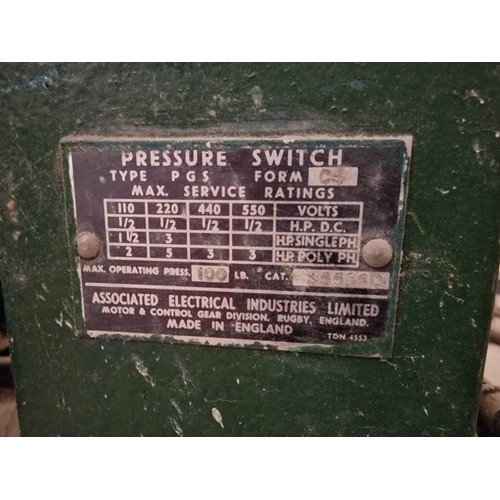 PRESSURE SWITCH
TYPE PGS FORM
MAX. SERVICE RATINGS
110 220 440 550 VOLTS
1/2 1/2 1/2 1/2 H.P. D.C.
1 1/2 3 H.P. SINGLE PH.
2 5 3 3 H.P. POLY PH.
MAX. OPERATING PRESS. 100 LB. CAT.
ASSOCIATED ELECTRICAL INDUSTRIES LIMITED
MOTOR & CONTROL GEAR DIVISION, RUGBY, ENGLAND.
MADE IN ENGLAND
TDN 4553